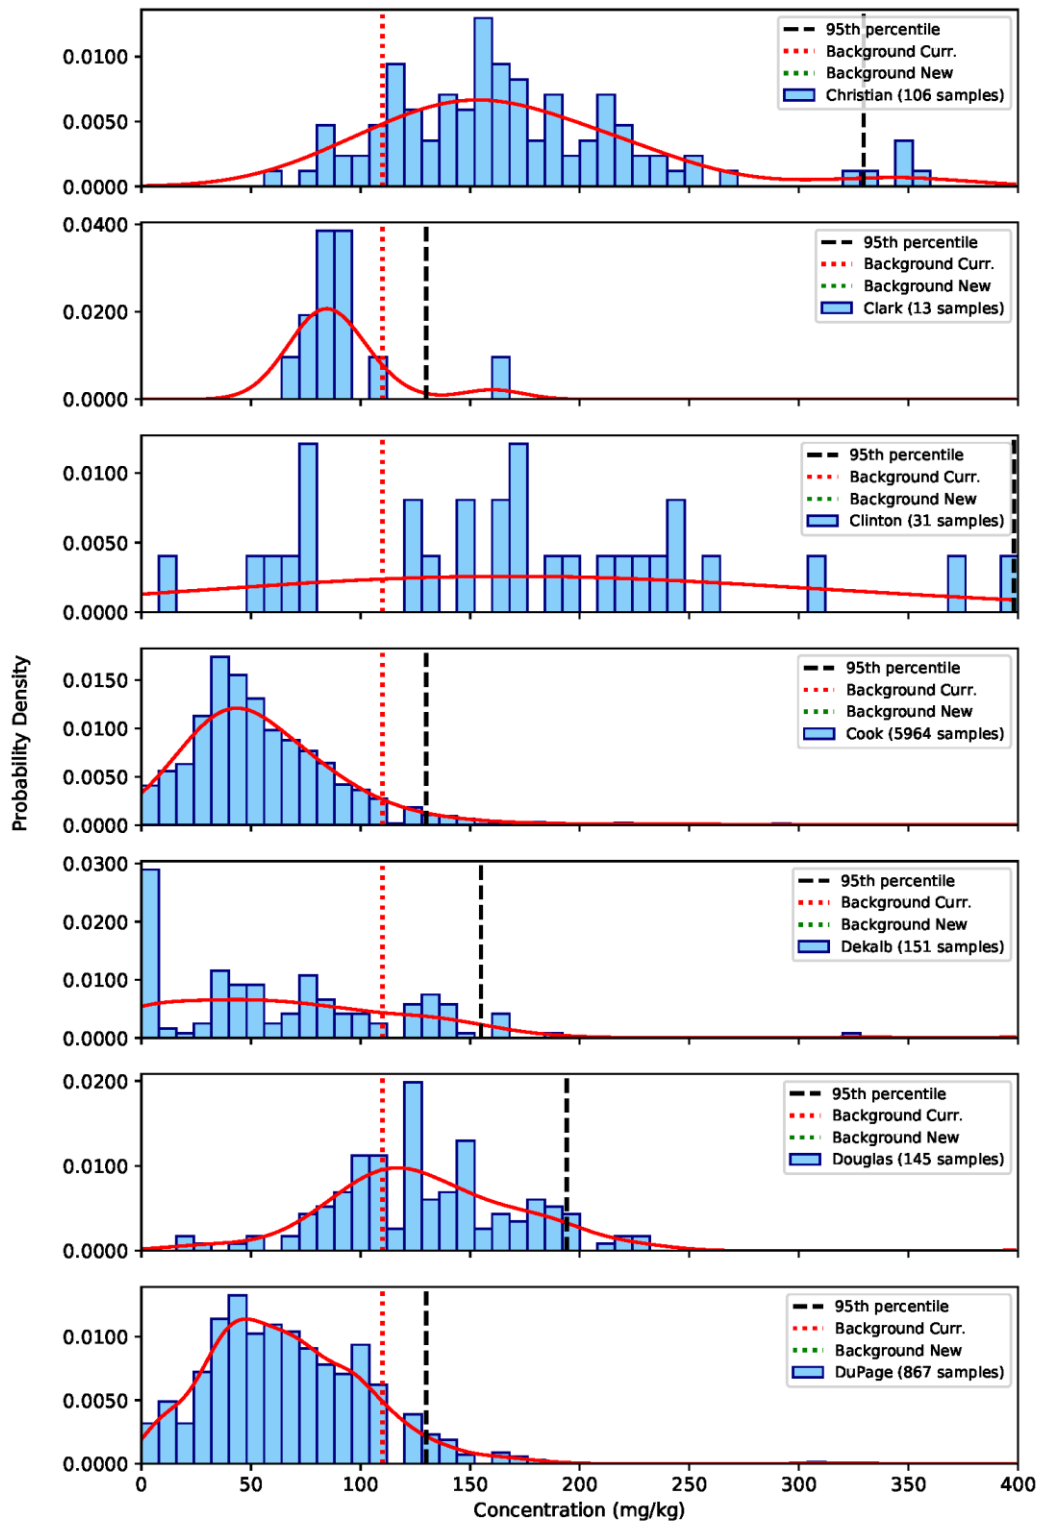 0.0100
0.0050
0.0000
95th percentile
Background Curr.
Background New
Christian (106 samples)
0.0400
0.0200
0.0000
95th percentile
Background Curr.
Background New
Clark (13 samples)
0.0100
0.0050
0.0000
95th percentile
Background Curr.
Background New
Clinton (31 samples)
Probability Density
0.0150
0.0100
0.0050
0.0000
95th percentile
Background Curr.
Background New
Cook (5964 samples)
0.0300
0.0200
0.0100
0.0000
95th percentile
Background Curr.
Background New
Dekalb (151 samples)
0.0200
0.0100
0.0000
95th percentile
Background Curr.
Background New
Douglas (145 samples)
0.0100
0.0050
0.0000
95th percentile
Background Curr.
Background New
DuPage (867 samples)
0 50 100 150 200 250 300 350 400
Concentration (mg/kg)